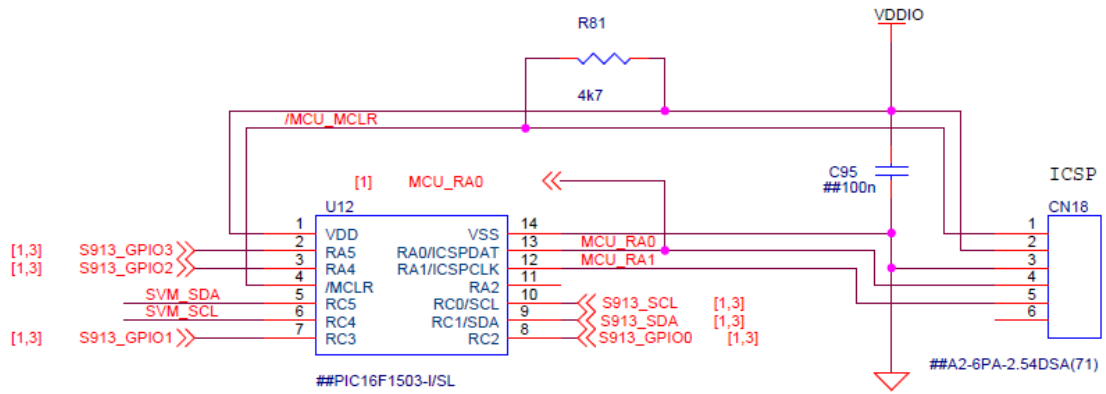 R81
VDDIO
4k7
/MCU_MCLR
[1] MCU_RA0
C95
##100n
ICSP
U12
CN18
1 VDD VSS 14
[1,3] S913_GPIO3 2 RA5 RA0/ICSPDAT 13 MCU_RA0
[1,3] S913_GPIO2 3 RA4 RA1/ICSPCLK 12 MCU_RA1
4 /MCLR RA2 11
SVM_SDA 5 RC5 RC0/SCL 10 S913_SCL [1,3]
SVM_SCL 6 RC4 RC1/SDA 9 S913_SDA [1,3]
[1,3] S913_GPIO1 7 RC3 RC2 8 S913_GPIO0 [1,3]
1
2
3
4
5
6
##PIC16F1503-I/SL
##A2-6PA-2.54DSA(71)